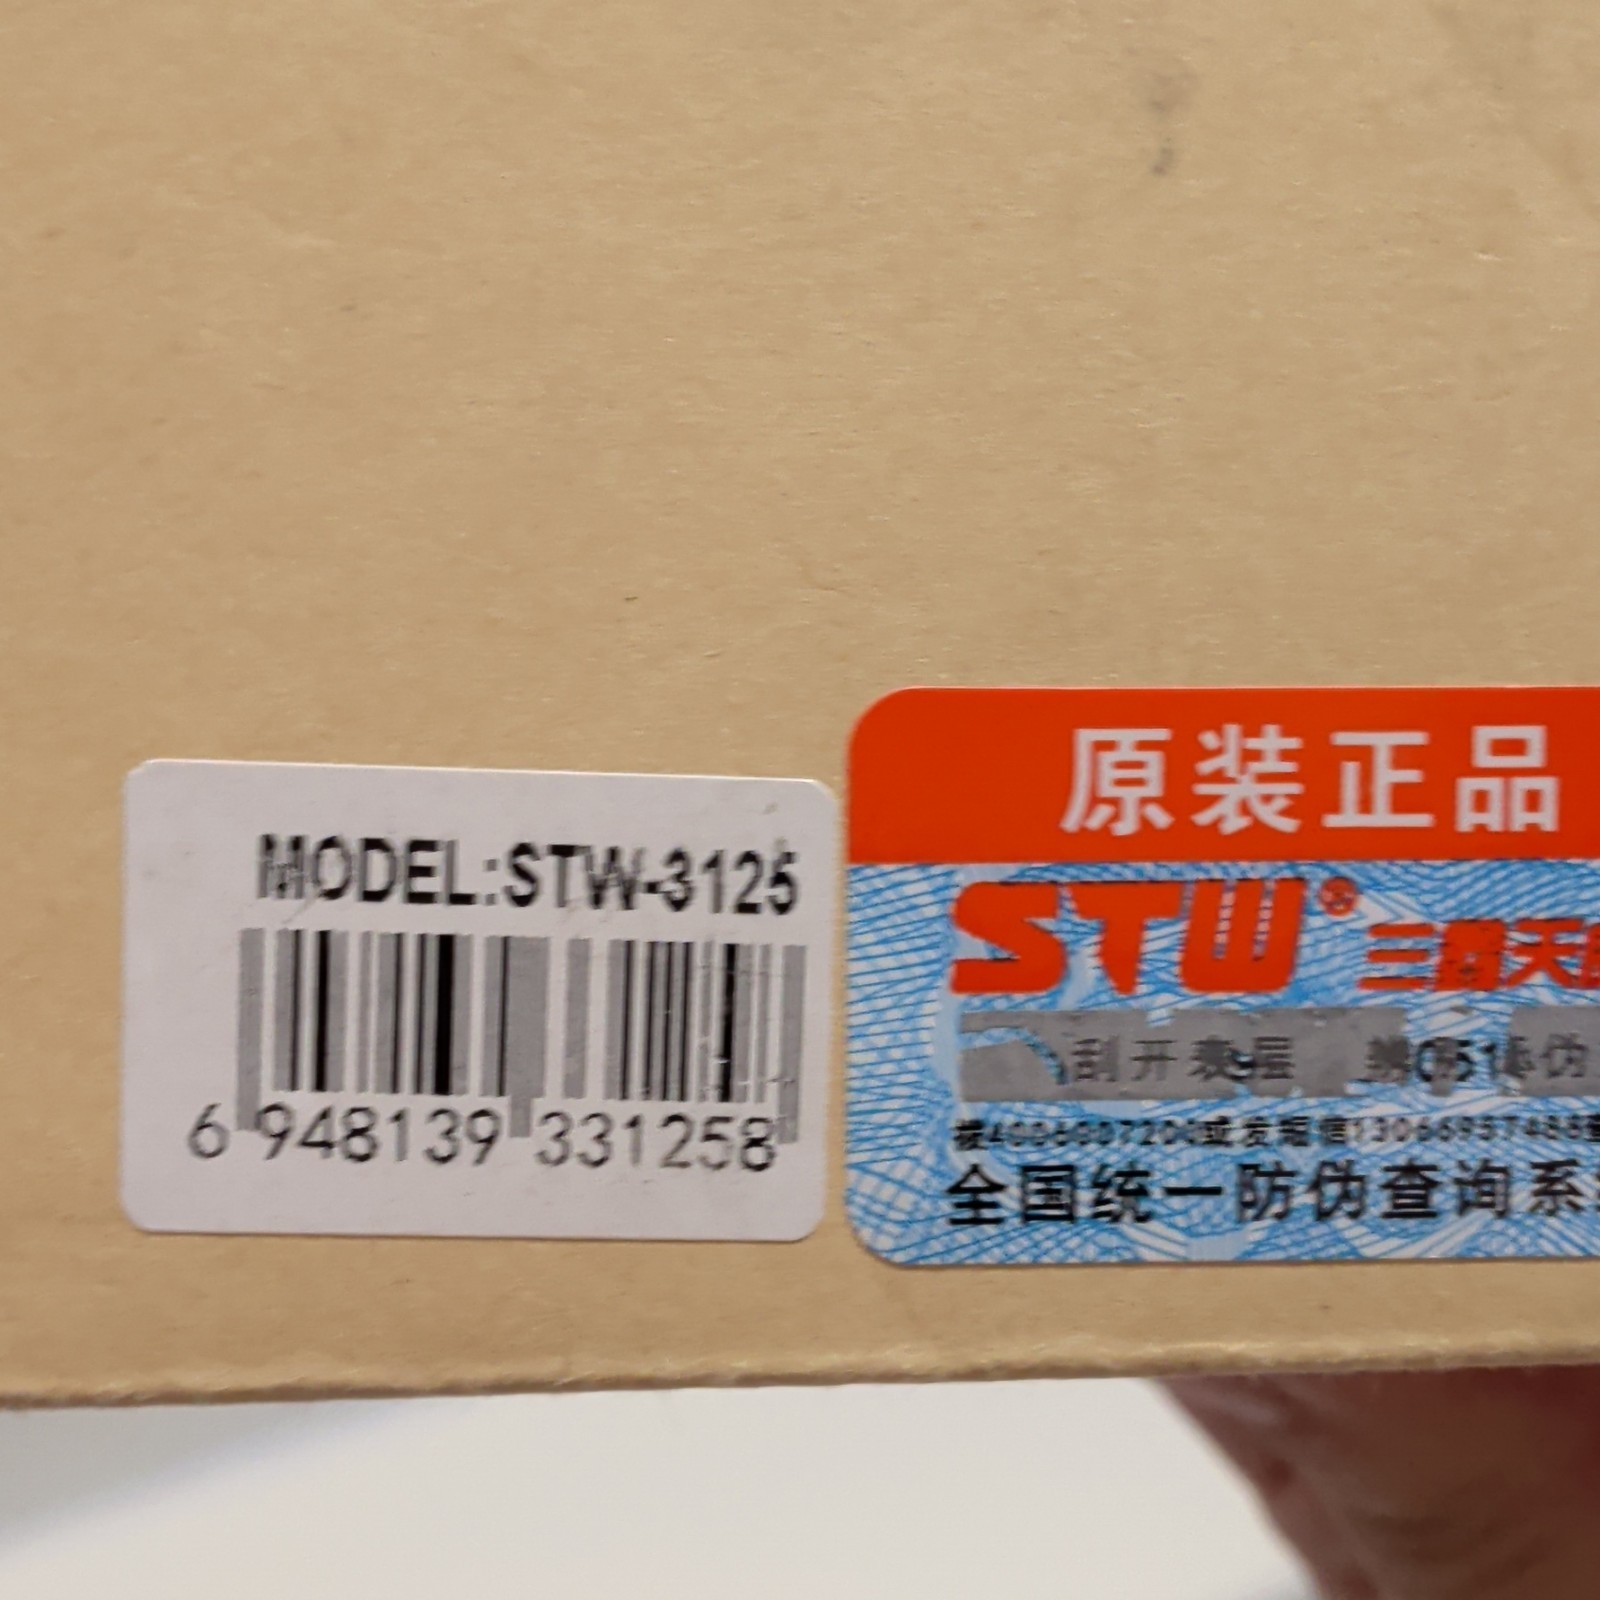 MODEL:STW-3125
6 948139 331258
原装正品
STW®
刮开表层
全国统一防伪查询系